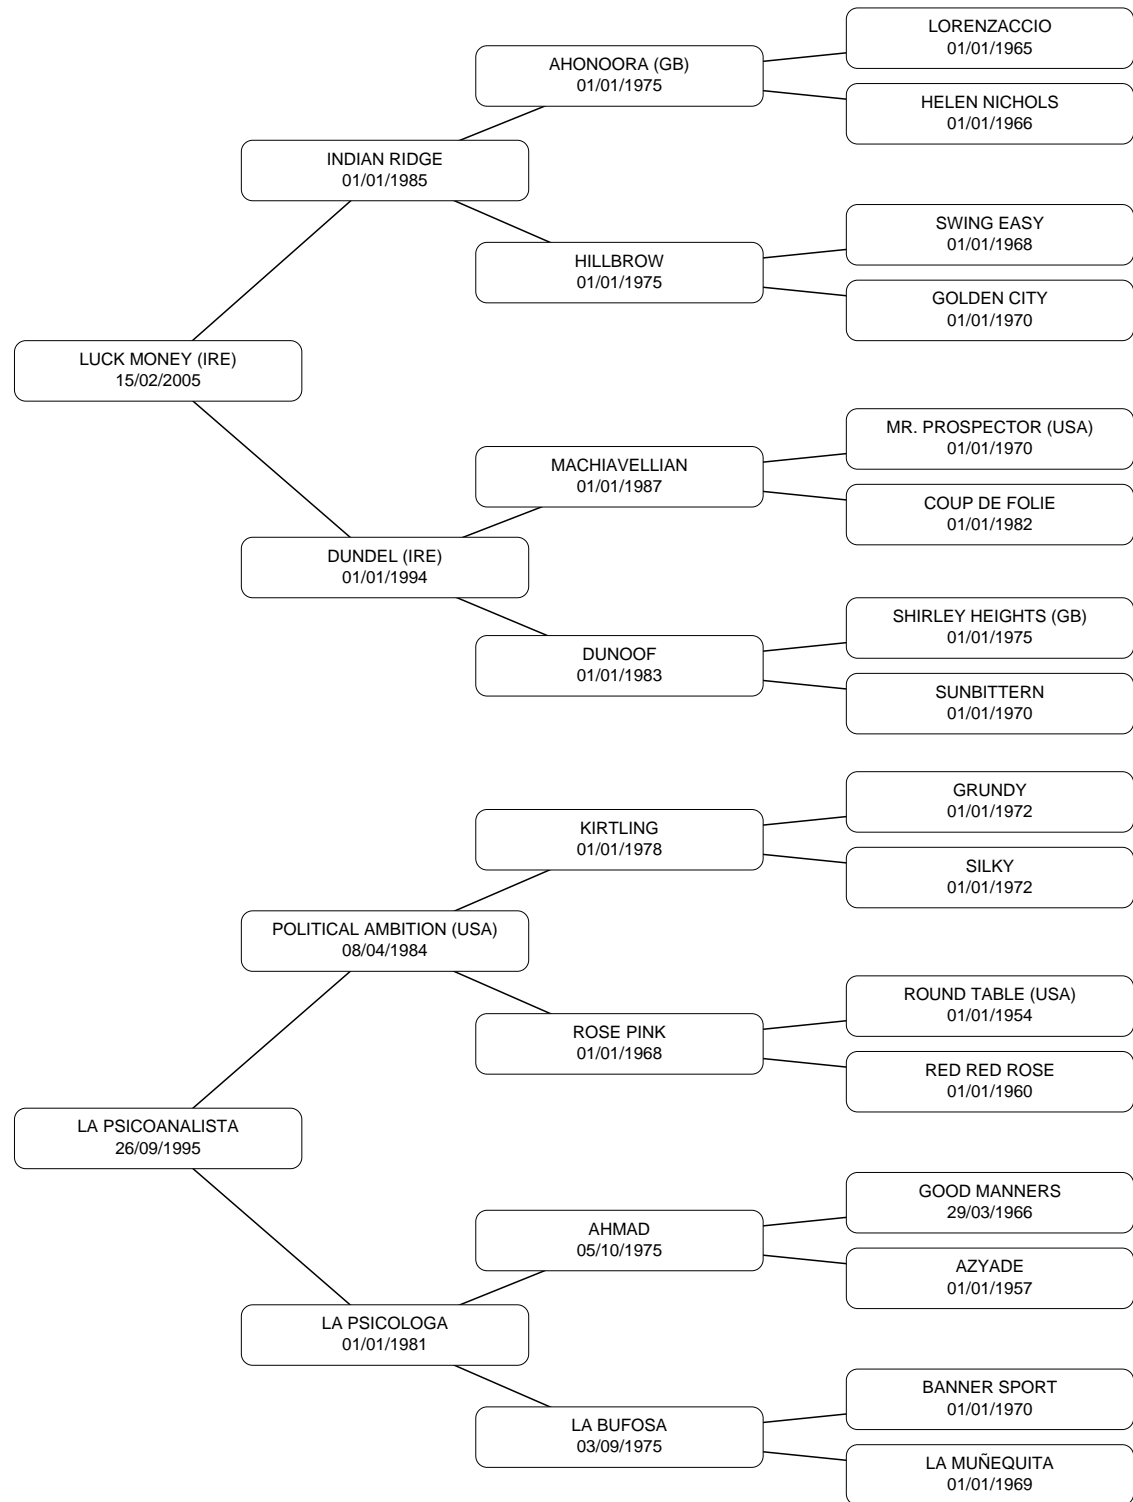 LORENZACCIO
01/01/1965
AHONOORA (GB)
01/01/1975
HELEN NICHOLS
01/01/1966
INDIAN RIDGE
01/01/1985
SWING EASY
01/01/1968
HILLBROW
01/01/1975
GOLDEN CITY
01/01/1970
LUCK MONEY (IRE)
15/02/2005
MR. PROSPECTOR (USA)
01/01/1970
MACHIAVELLIAN
01/01/1987
COUP DE FOLIE
01/01/1982
DUNDEL (IRE)
01/01/1994
SHIRLEY HEIGHTS (GB)
01/01/1975
DUNOOF
01/01/1983
SUNBITTERN
01/01/1970
GRUNDY
01/01/1972
KIRTLING
01/01/1978
SILKY
01/01/1972
POLITICAL AMBITION (USA)
08/04/1984
ROUND TABLE (USA)
01/01/1954
ROSE PINK
01/01/1968
RED RED ROSE
01/01/1960
LA PSICOANALISTA
26/09/1995
GOOD MANNERS
29/03/1966
AHMAD
05/10/1975
AZYADE
01/01/1957
LA PSICOLOGA
01/01/1981
BANNER SPORT
01/01/1970
LA BUFOSA
03/09/1975
LA MUÑEQUITA
01/01/1969